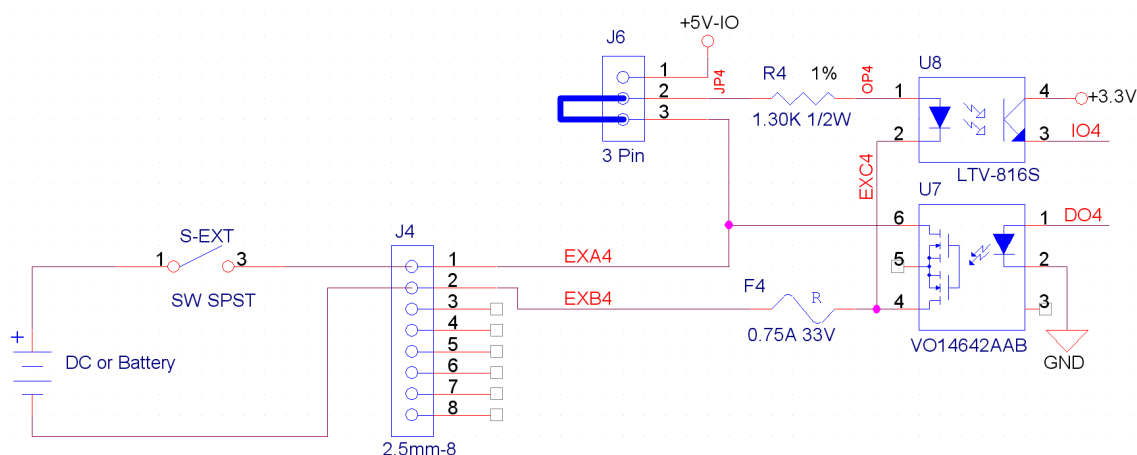 +5V-IO
J6
1
2
3
3 Pin
JP4
R4 1%
1.30K 1/2W
OP4
U8
1
2
4
3
+3.3V
IO4
LTV-816S
EXC4
U7
6
5
4
1
2
3
DO4
VO14642AAB
GND
S-EXT
1 3
SW SPST
+
DC or Battery
J4
1
2
3
4
5
6
7
8
2.5mm-8
EXA4
EXB4
F4
R
0.75A 33V